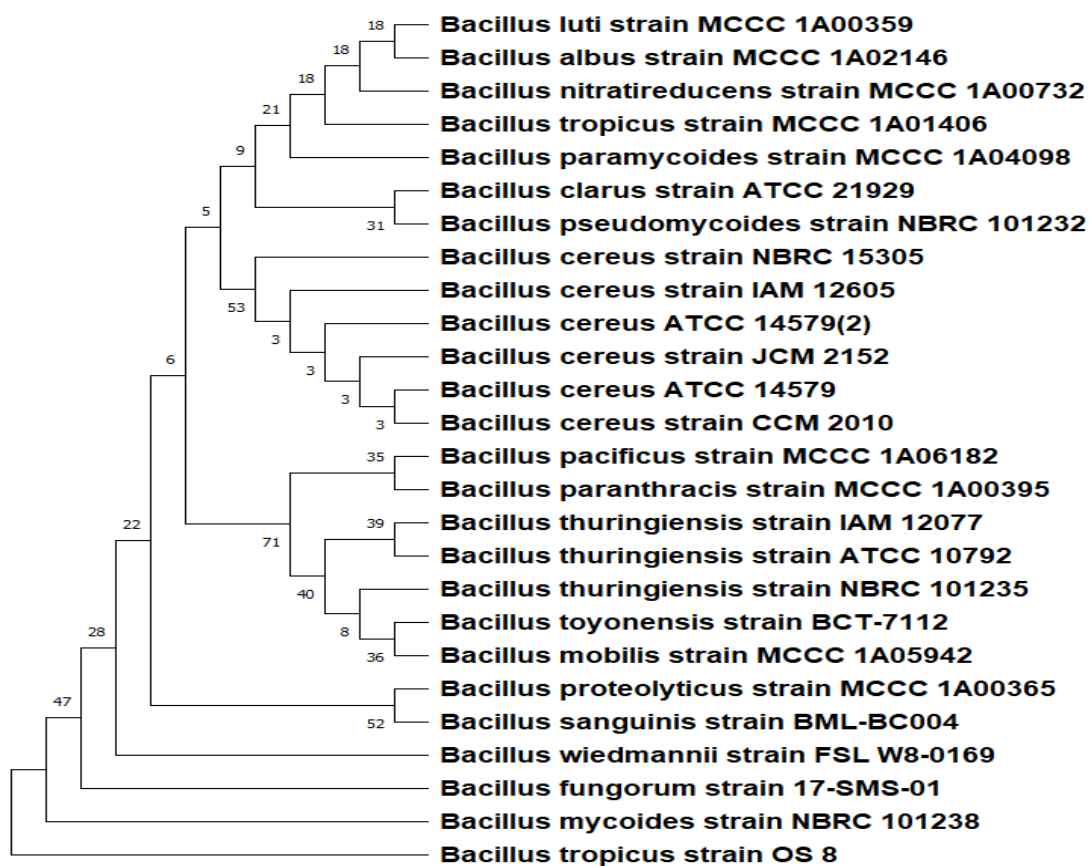 18
Bacillus luti strain MCCC 1A00359
18
Bacillus albus strain MCCC 1A02146
18
Bacillus nitratireducens strain MCCC 1A00732
21
Bacillus tropicus strain MCCC 1A01406
9
Bacillus paramycoides strain MCCC 1A04098
5
Bacillus clarus strain ATCC 21929
31
Bacillus pseudomycoides strain NBRC 101232
Bacillus cereus strain NBRC 15305
53
Bacillus cereus strain IAM 12605
3
Bacillus cereus ATCC 14579(2)
6
3
Bacillus cereus strain JCM 2152
3
Bacillus cereus ATCC 14579
3
Bacillus cereus strain CCM 2010
35
Bacillus pacificus strain MCCC 1A06182
Bacillus paranthracis strain MCCC 1A00395
22
71
39
Bacillus thuringiensis strain IAM 12077
Bacillus thuringiensis strain ATCC 10792
40
Bacillus thuringiensis strain NBRC 101235
28
8
Bacillus toyonensis strain BCT-7112
36
Bacillus mobilis strain MCCC 1A05942
47
Bacillus proteolyticus strain MCCC 1A00365
52
Bacillus sanguinis strain BML-BC004
Bacillus wiedmannii strain FSL W8-0169
Bacillus fungorum strain 17-SMS-01
Bacillus mycoides strain NBRC 101238
Bacillus tropicus strain OS 8